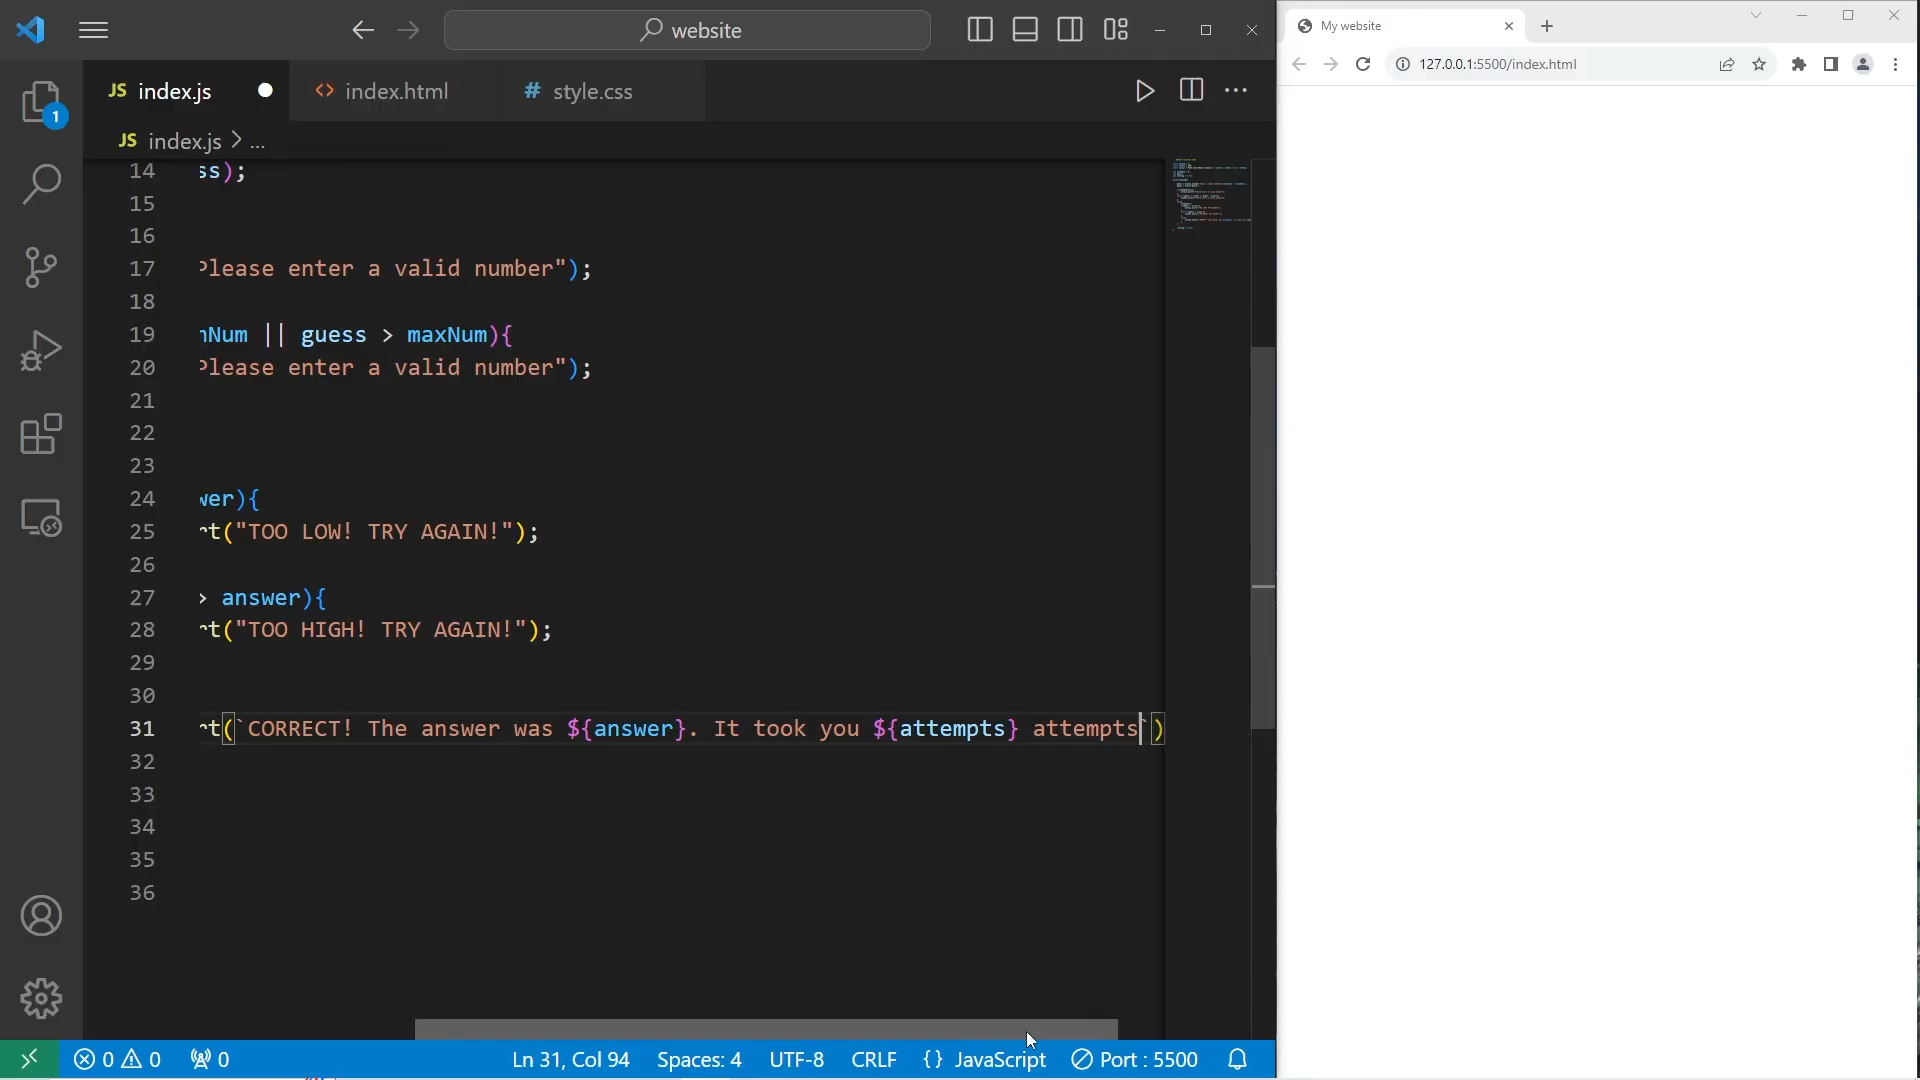 website
My website
127.0.0.1:5500/index.html
JS index.js
<> index.html
# style.css
1
JS index.js > ...
14 ss);
15
16
17 Please enter a valid number");
18
19 nNum || guess > maxNum){
20 Please enter a valid number");
21
22
23
24 wer){
25 rt("TOO LOW! TRY AGAIN!");
26
27 > answer){
28 rt("TOO HIGH! TRY AGAIN!");
29
30
31 rt(`CORRECT! The answer was ${answer}. It took you ${attempts} attempts`)
32
33
34
35
36
0 0 0 Ln 31, Col 94 Spaces: 4 UTF-8 CRLF {} JavaScript Port : 5500